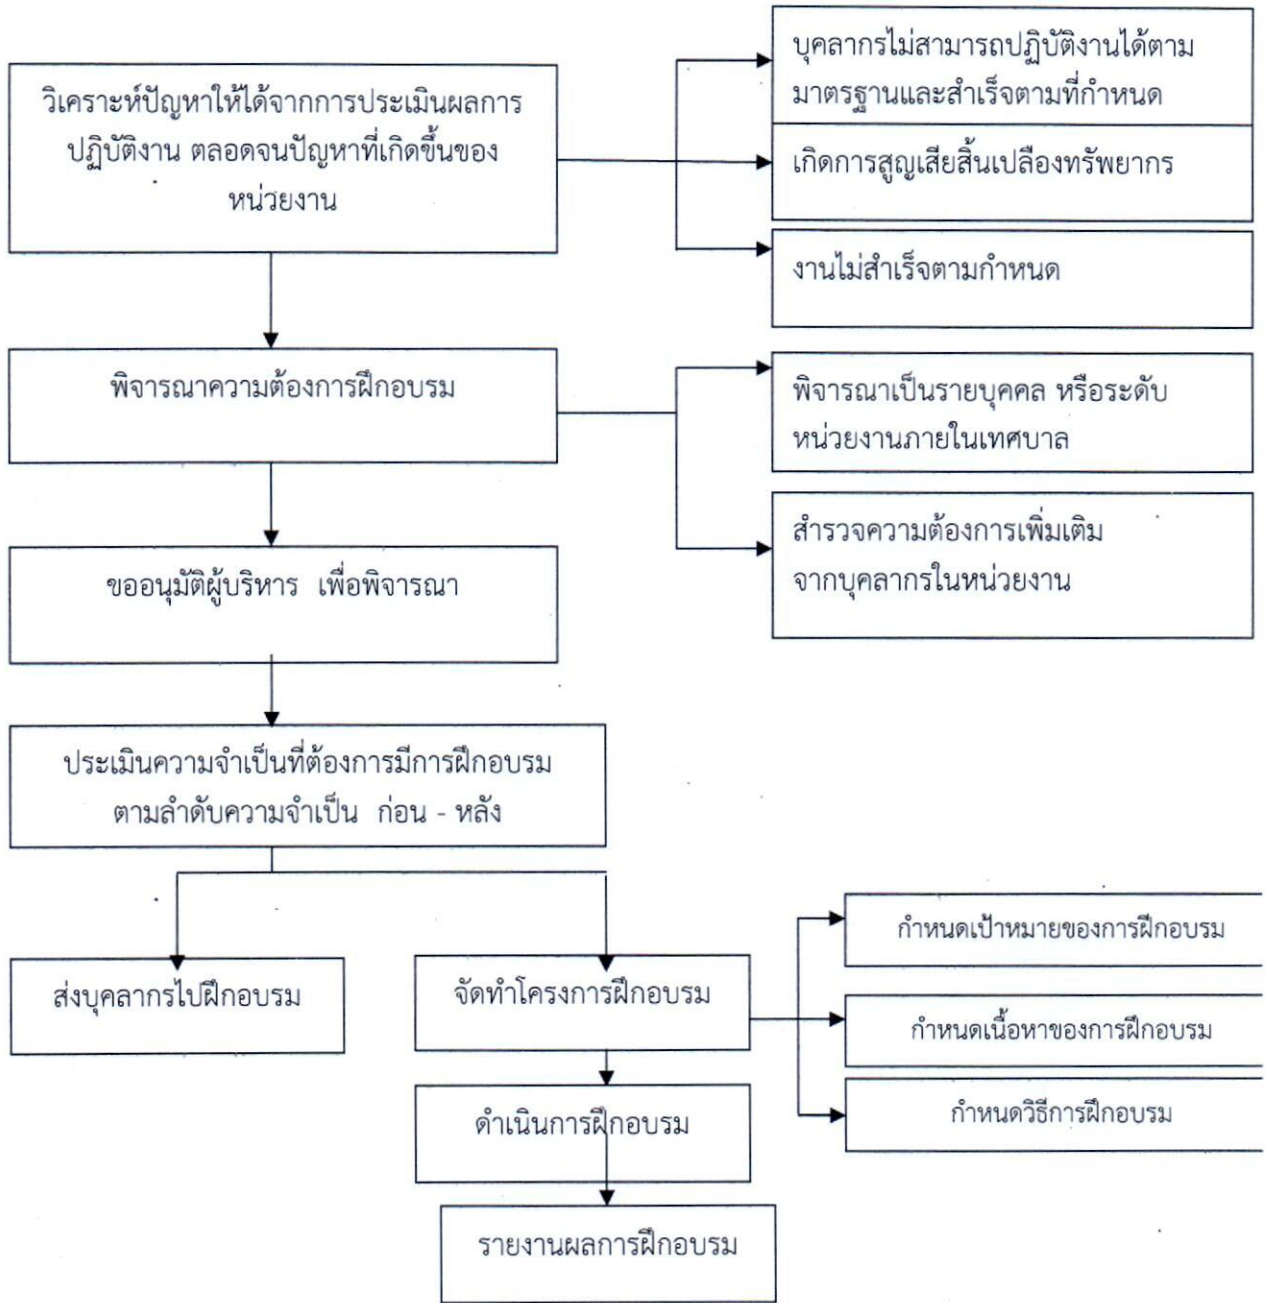 วิเคราะห์ปัญหาให้ได้จากการประเมินผลการ
ปฏิบัติงาน ตลอดจนปัญหาที่เกิดขึ้นของ
หน่วยงาน
บุคลากรไม่สามารถปฏิบัติงานได้ตาม
มาตรฐานและสำเร็จตามที่กำหนด
เกิดการสูญเสียสิ้นเปลืองทรัพยากร
งานไม่สำเร็จตามกำหนด
พิจารณาความต้องการฝึกอบรม
พิจารณาเป็นรายบุคคล หรือระดับ
หน่วยงานภายในเทศบาล
สำรวจความต้องการเพิ่มเติม
จากบุคลากรในหน่วยงาน
ขออนุมัติผู้บริหาร เพื่อพิจารณา
ประเมินความจำเป็นที่ต้องการมีการฝึกอบรม
ตามลำดับความจำเป็น ก่อน - หลัง
ส่งบุคลากรไปฝึกอบรม
จัดทำโครงการฝึกอบรม
กำหนดเป้าหมายของการฝึกอบรม
กำหนดเนื้อหาของการฝึกอบรม
กำหนดวิธีการฝึกอบรม
ดำเนินการฝึกอบรม
รายงานผลการฝึกอบรม